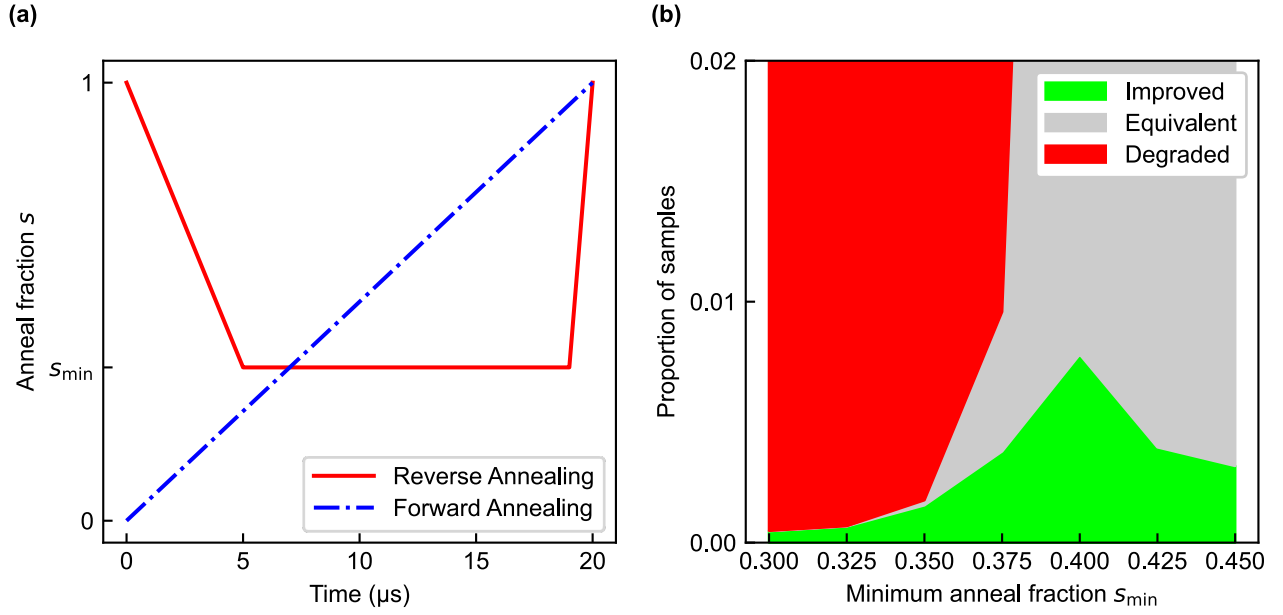 (a)
Anneal fraction s
1
s_min
0
Reverse Annealing
Forward Annealing
0
5
10
15
20
Time (μs)
(b)
Proportion of samples
0.02
0.01
0.00
Improved
Equivalent
Degraded
0.300
0.325
0.350
0.375
0.400
0.425
0.450
Minimum anneal fraction s_min